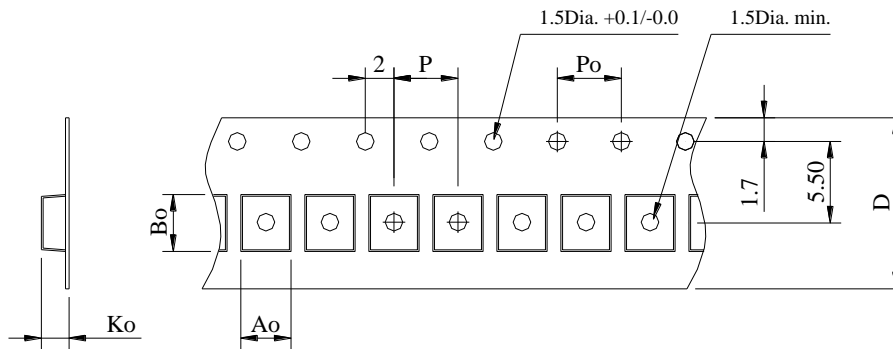 1.5Dia. +0.1/-0.0
1.5Dia. min.
2
P
Po
1.7
5.50
D
Bo
Ko
Ao